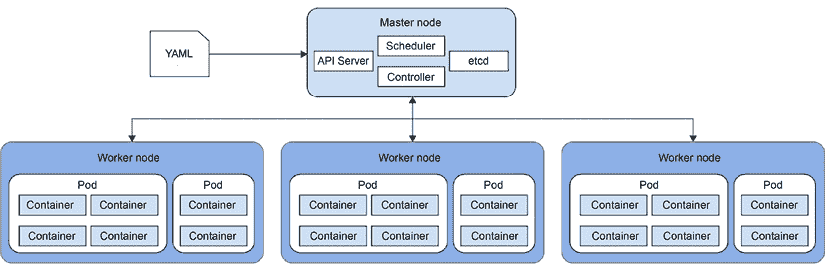 Master node
YAML
Scheduler
API Server
etcd
Controller
Worker node
Pod
Pod
Container
Container
Container
Container
Container
Container
Worker node
Pod
Pod
Container
Container
Container
Container
Container
Container
Worker node
Pod
Pod
Container
Container
Container
Container
Container
Container